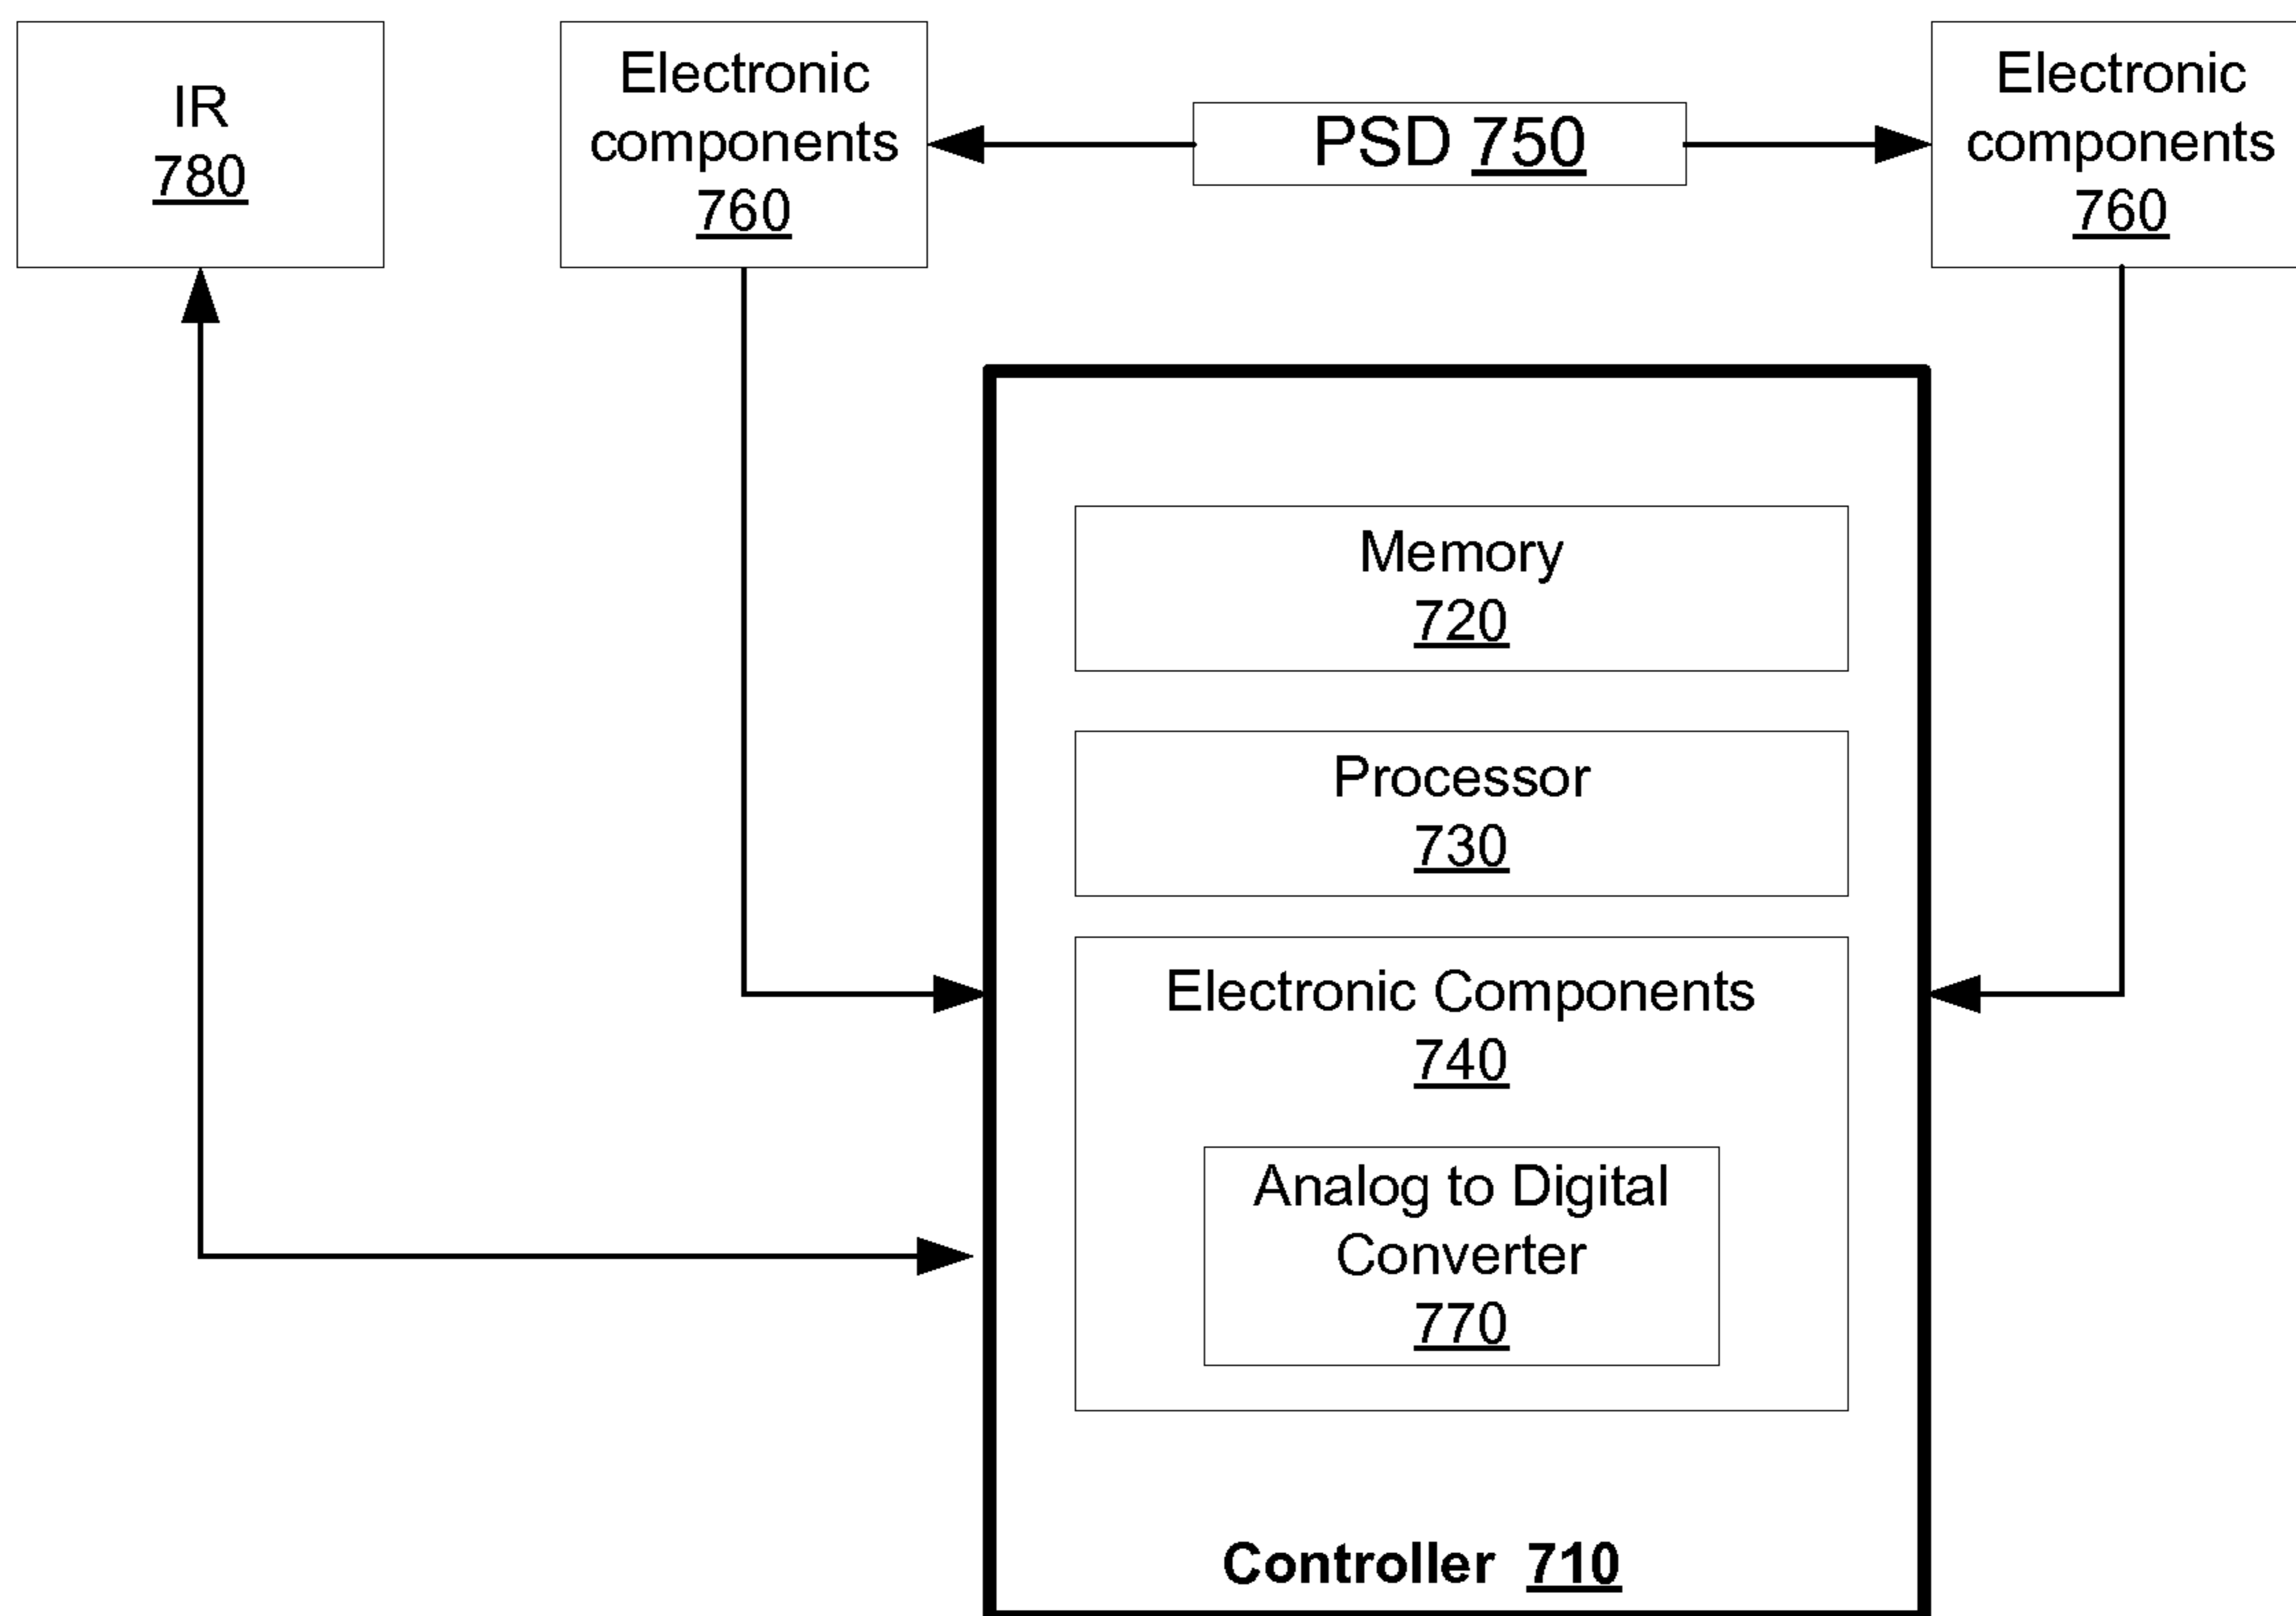 IR
780
Electronic
components
760
PSD 750
Electronic
components
760
Memory
720
Processor
730
Electronic Components
740
Analog to Digital
Converter
770
Controller 710